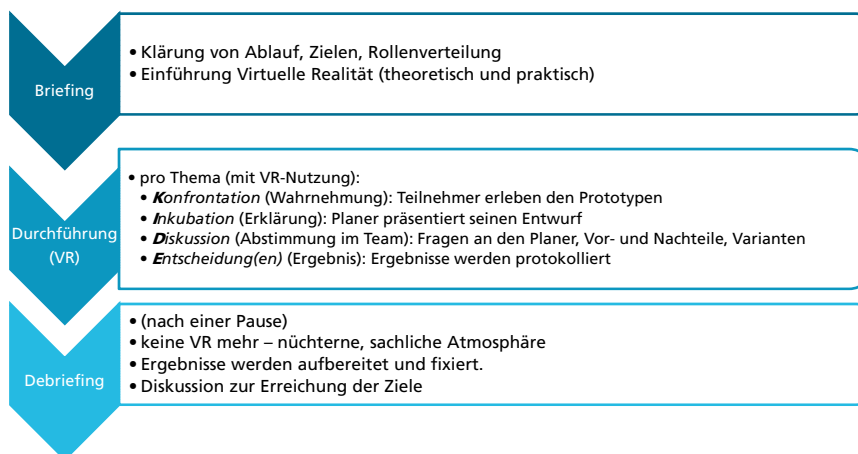 Briefing
• Klärung von Ablauf, Zielen, Rollenverteilung
• Einführung Virtuelle Realität (theoretisch und praktisch)
Durchführung
(VR)
• pro Thema (mit VR-Nutzung):
• Konfrontation (Wahrnehmung): Teilnehmer erleben den Prototypen
• Inkubation (Erklärung): Planer präsentiert seinen Entwurf
• Diskussion (Abstimmung im Team): Fragen an den Planer, Vor- und Nachteile, Varianten
• Entscheidung(en) (Ergebnis): Ergebnisse werden protokolliert
Debriefing
• (nach einer Pause)
• keine VR mehr – nüchterne, sachliche Atmosphäre
• Ergebnisse werden aufbereitet und fixiert.
• Diskussion zur Erreichung der Ziele